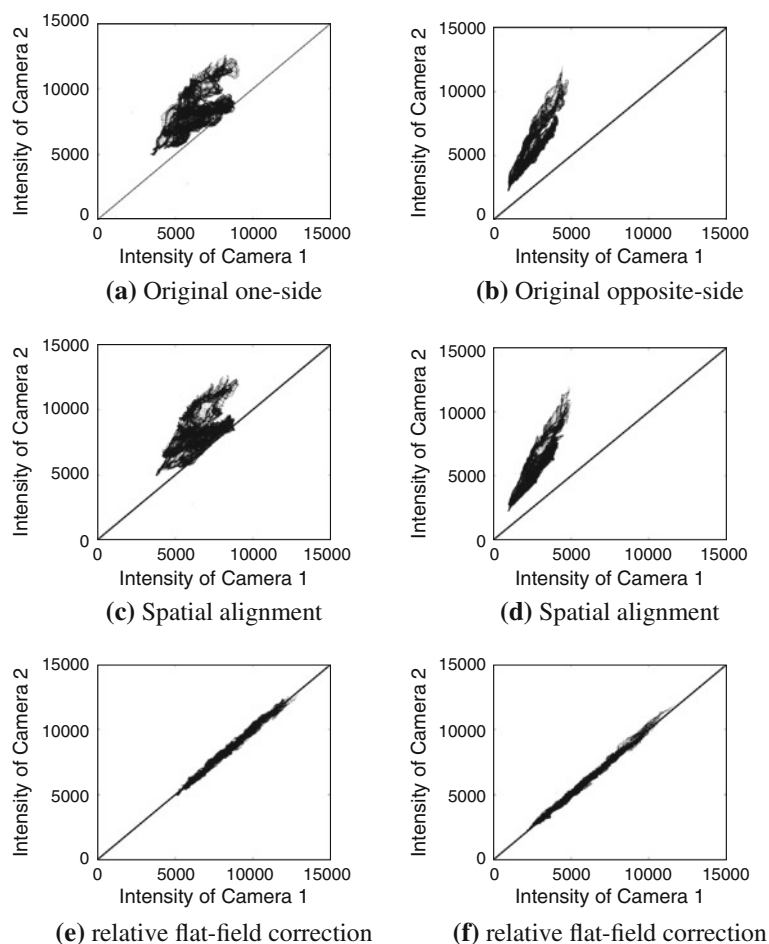 15000
10000
5000
0
Intensity of Camera 2
0 5000 10000 15000
Intensity of Camera 1
(a) Original one-side
15000
10000
5000
0
Intensity of Camera 2
0 5000 10000 15000
Intensity of Camera 1
(b) Original opposite-side
15000
10000
5000
0
Intensity of Camera 2
0 5000 10000 15000
Intensity of Camera 1
(c) Spatial alignment
15000
10000
5000
0
Intensity of Camera 2
0 5000 10000 15000
Intensity of Camera 1
(d) Spatial alignment
15000
10000
5000
0
Intensity of Camera 2
0 5000 10000 15000
Intensity of Camera 1
(e) relative flat-field correction
15000
10000
5000
0
Intensity of Camera 2
0 5000 10000 15000
Intensity of Camera 1
(f) relative flat-field correction